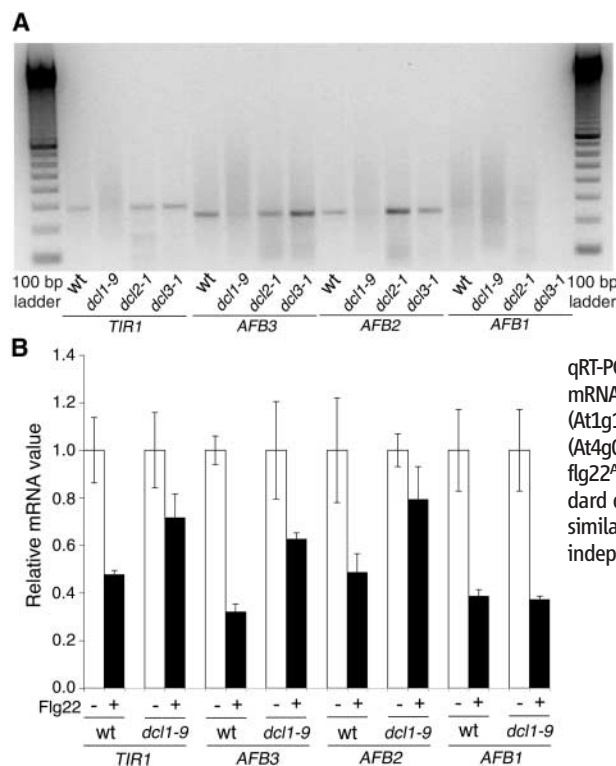 A
100 bp ladder
wt dcl1-9 dcl2-1 dcl3-1 wt dcl1-9 dcl2-1 dcl3-1 wt dcl1-9 dcl2-1 dcl3-1 wt dcl1-9 dcl2-1 dcl3-1
100 bp ladder
TIR1 AFB3 AFB2 AFB1
B
Relative mRNA value
1.4
1.2
1.0
0.8
0.6
0.4
0.2
0.0
Flg22 - + - + - + - + - + - + - + - +
wt dcl1-9 wt dcl1-9 wt dcl1-9 wt dcl1-9
TIR1 AFB3 AFB2 AFB1
qRT-PC
mRNA
(At1g1
(At4g0
flg22A
dard c
simila
indep